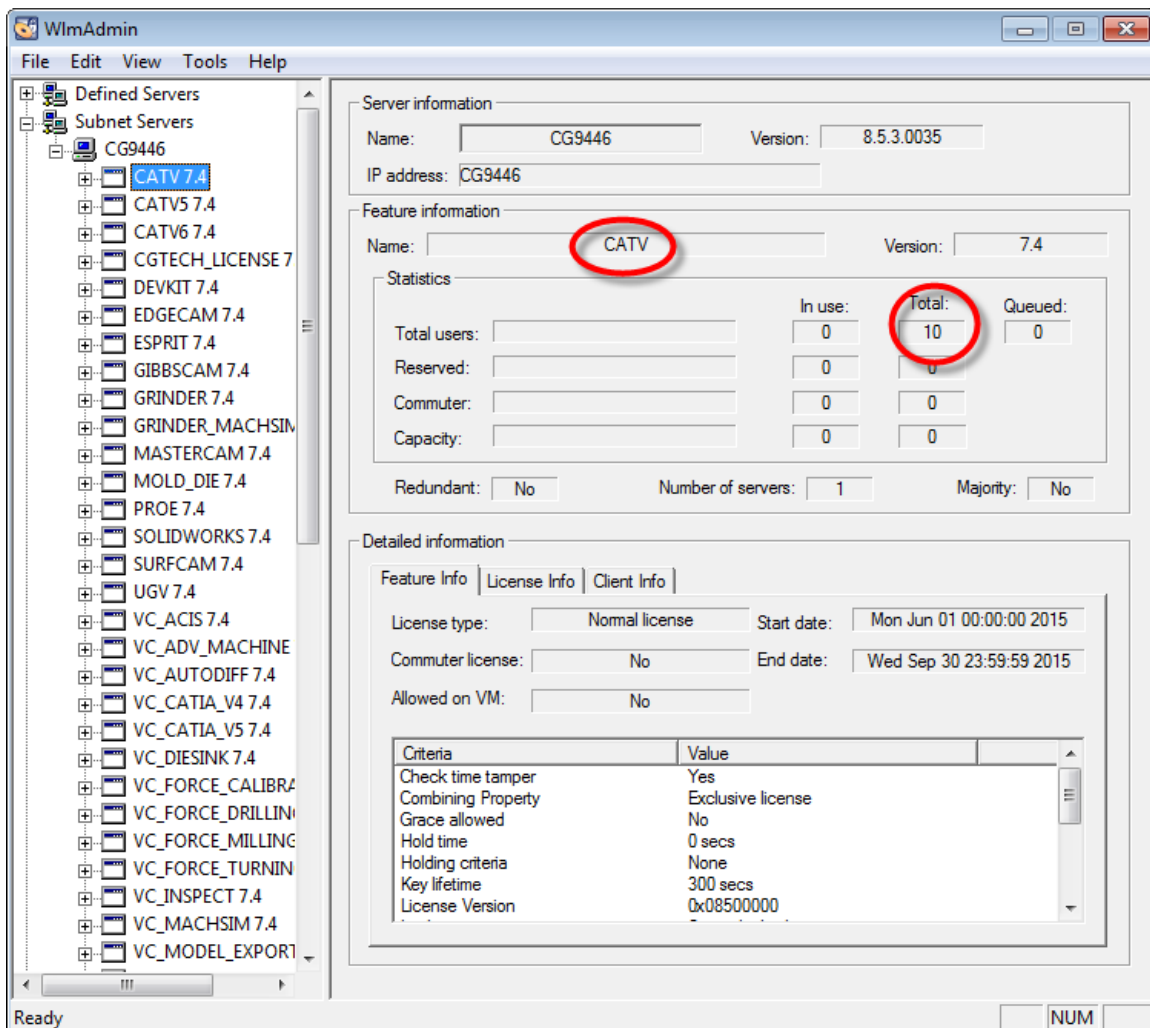 WlmAdmin
File Edit View Tools Help
Defined Servers
Subnet Servers
CG9446
CATV 7.4
CATV5 7.4
CATV6 7.4
CGTECH_LICENSE 7
DEVKIT 7.4
EDGECAM 7.4
ESPRIT 7.4
GIBBSCAM 7.4
GRINDER 7.4
GRINDER_MACHSIM
MASTERCAM 7.4
MOLD_DIE 7.4
PROE 7.4
SOLIDWORKS 7.4
SURFCAM 7.4
UGV 7.4
VC_ACIS 7.4
VC_ADV_MACHINE
VC_AUTODIFF 7.4
VC_CATIA_V4 7.4
VC_CATIA_V5 7.4
VC_DIESINK 7.4
VC_FORCE_CALIBRA
VC_FORCE_DRILLIN
VC_FORCE_MILLING
VC_FORCE_TURNIN
VC_INSPECT 7.4
VC_MACHSIM 7.4
VC_MODEL_EXPORT
Server information
Name: CG9446 Version: 8.5.3.0035
IP address: CG9446
Feature information
Name: CATV Version: 7.4
Statistics
In use: Total: Queued:
Total users: 0 10 0
Reserved: 0 0
Commuter: 0 0
Capacity: 0 0
Redundant: No Number of servers: 1 Majority: No
Detailed information
Feature Info License Info Client Info
License type: Normal license Start date: Mon Jun 01 00:00:00 2015
Commuter license: No End date: Wed Sep 30 23:59:59 2015
Allowed on VM: No
Criteria Value
Check time tamper Yes
Combining Property Exclusive license
Grace allowed No
Hold time 0 secs
Holding criteria None
Key lifetime 300 secs
License Version 0x08500000
Ready NUM